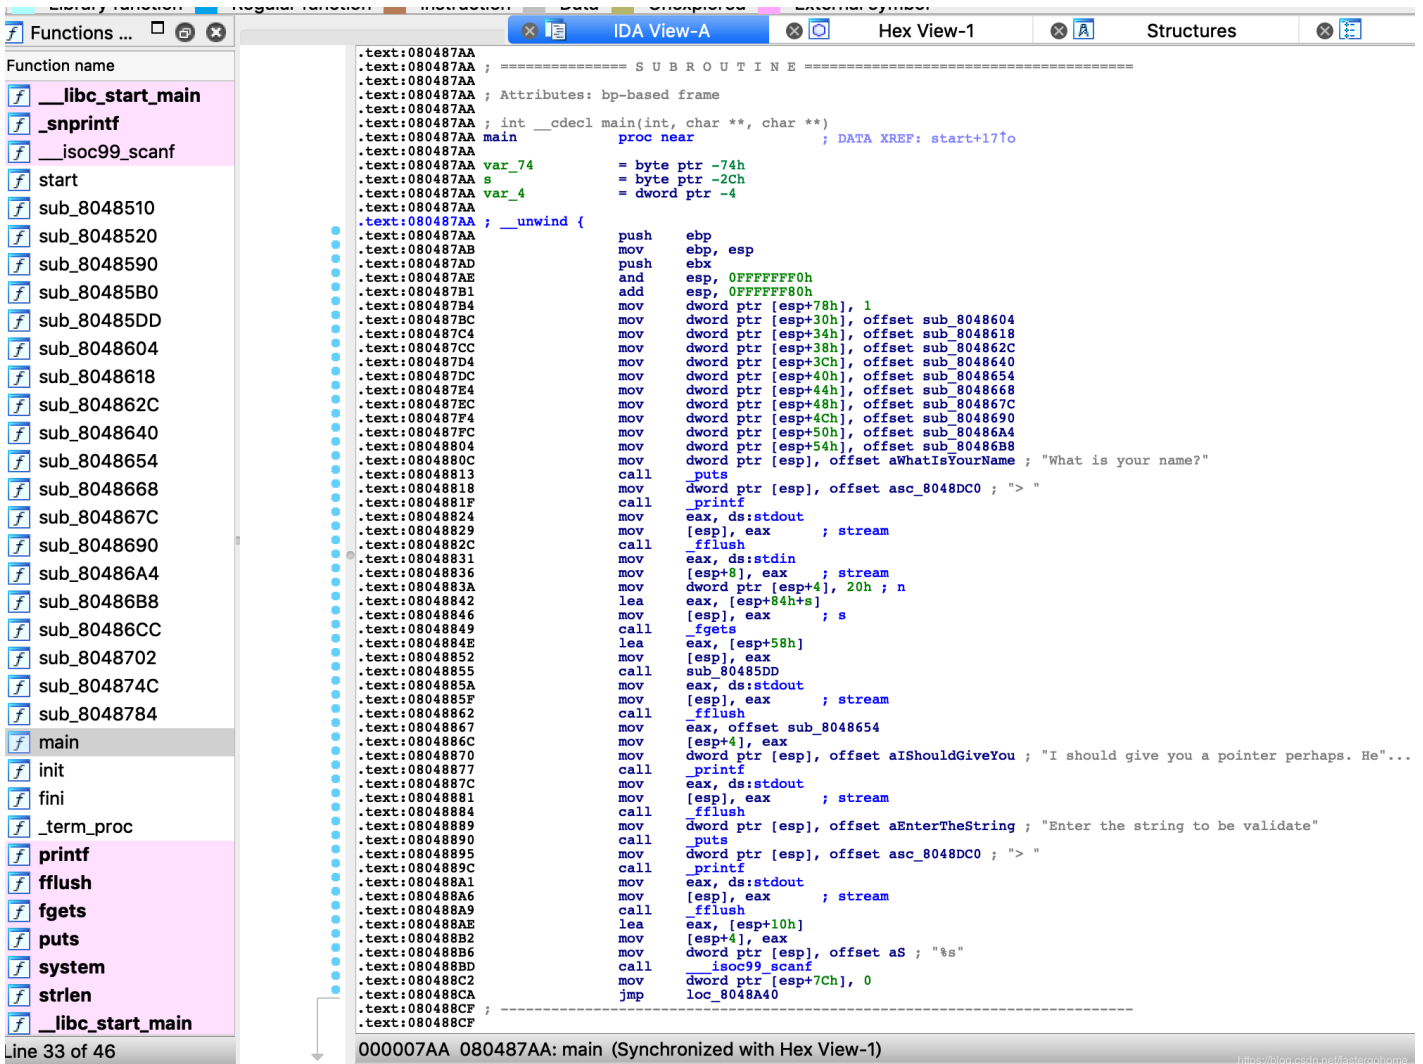 Library function Regular function Instruction Data Unexplored External symbol
Functions ...
Function name
___libc_start_main
_snprintf
___isoc99_scanf
start
sub_8048510
sub_8048520
sub_8048590
sub_80485B0
sub_80485DD
sub_8048604
sub_8048618
sub_804862C
sub_8048640
sub_8048654
sub_8048668
sub_804867C
sub_8048690
sub_80486A4
sub_80486B8
sub_80486CC
sub_8048702
sub_804874C
sub_8048784
main
init
fini
_term_proc
printf
fflush
fgets
puts
system
strlen
__libc_start_main
Line 33 of 46
IDA View-A Hex View-1 Structures
.text:080487AA
.text:080487AA ; =============== S U B R O U T I N E =======================================
.text:080487AA
.text:080487AA ; Attributes: bp-based frame
.text:080487AA
.text:080487AA ; int __cdecl main(int, char **, char **)
.text:080487AA main proc near ; DATA XREF: start+17↑o
.text:080487AA
.text:080487AA var_74 = byte ptr -74h
.text:080487AA s = byte ptr -2Ch
.text:080487AA var_4 = dword ptr -4
.text:080487AA
.text:080487AA ; __unwind {
.text:080487AA push ebp
.text:080487AB mov ebp, esp
.text:080487AD push ebx
.text:080487AE and esp, 0FFFFFFF0h
.text:080487B1 add esp, 0FFFFFF80h
.text:080487B4 mov dword ptr [esp+78h], 1
.text:080487BC mov dword ptr [esp+30h], offset sub_8048604
.text:080487C4 mov dword ptr [esp+34h], offset sub_8048618
.text:080487CC mov dword ptr [esp+38h], offset sub_804862C
.text:080487D4 mov dword ptr [esp+3Ch], offset sub_8048640
.text:080487DC mov dword ptr [esp+40h], offset sub_8048654
.text:080487E4 mov dword ptr [esp+44h], offset sub_8048668
.text:080487EC mov dword ptr [esp+48h], offset sub_804867C
.text:080487F4 mov dword ptr [esp+4Ch], offset sub_8048690
.text:080487FC mov dword ptr [esp+50h], offset sub_80486A4
.text:08048804 mov dword ptr [esp+54h], offset sub_80486B8
.text:0804880C mov dword ptr [esp], offset aWhatIsYourName ; "What is your name?"
.text:08048813 call _puts
.text:08048818 mov dword ptr [esp], offset asc_8048DC0 ; "> "
.text:0804881F call _printf
.text:08048824 mov eax, ds:stdout
.text:08048829 mov [esp], eax ; stream
.text:0804882C call _fflush
.text:08048831 mov eax, ds:stdin
.text:08048836 mov [esp+8], eax ; stream
.text:0804883A mov dword ptr [esp+4], 20h ; n
.text:08048842 lea eax, [esp+84h+s]
.text:08048846 mov [esp], eax ; s
.text:08048849 call _fgets
.text:0804884E lea eax, [esp+58h]
.text:08048852 mov [esp], eax
.text:08048855 call sub_80485DD
.text:0804885A mov eax, ds:stdout
.text:0804885F mov [esp], eax ; stream
.text:08048862 call _fflush
.text:08048867 mov eax, offset sub_8048654
.text:0804886C mov [esp+4], eax
.text:08048870 mov dword ptr [esp], offset aIShouldGiveYou ; "I should give you a pointer perhaps. He"...
.text:08048877 call _printf
.text:0804887C mov eax, ds:stdout
.text:08048881 mov [esp], eax ; stream
.text:08048884 call _fflush
.text:08048889 mov dword ptr [esp], offset aEnterTheString ; "Enter the string to be validate"
.text:08048890 call _puts
.text:08048895 mov dword ptr [esp], offset asc_8048DC0 ; "> "
.text:0804889C call _printf
.text:080488A1 mov eax, ds:stdout
.text:080488A6 mov [esp], eax ; stream
.text:080488A9 call _fflush
.text:080488AE lea eax, [esp+10h]
.text:080488B2 mov [esp+4], eax
.text:080488B6 mov dword ptr [esp], offset aS ; "%s"
.text:080488BD call ___isoc99_scanf
.text:080488C2 mov dword ptr [esp+7Ch], 0
.text:080488CA jmp loc_8048A40
.text:080488CF ; ---------------------------------------------------------------------------
.text:080488CF
000007AA 080487AA: main (Synchronized with Hex View-1)
https://blog.csdn.net/fastergohome